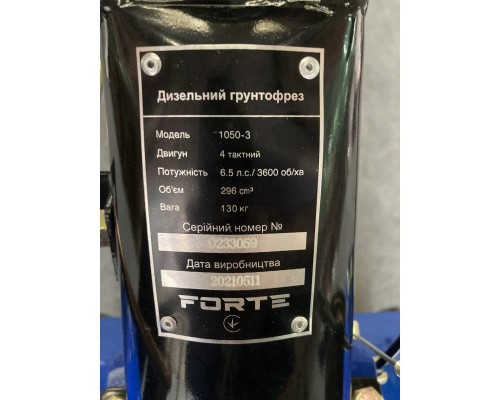 Дизельний грунтофрез
Модель 1050-3
Двигун 4 тактний
Потужність 6.5 л.с./ 3600 об/хв
Об'єм 296 cm³
Вага 130 кг
Серійний номер №
0233059
Дата виробництва
20210511
FORTE